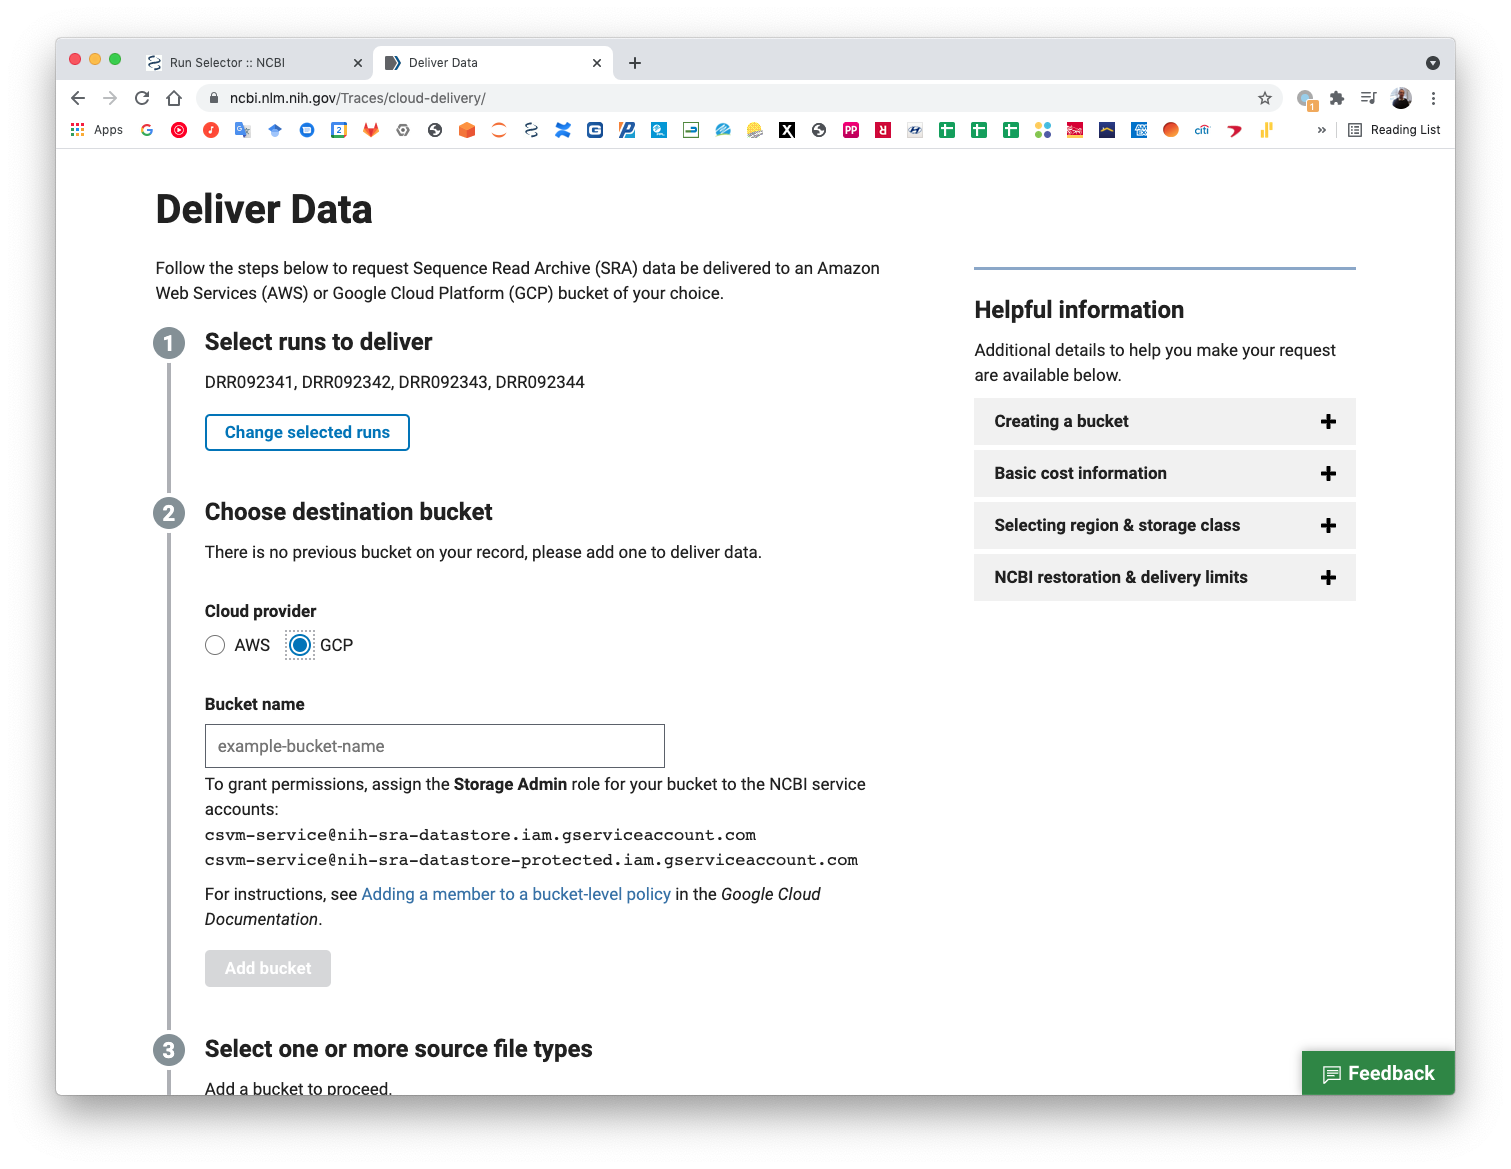 Run Selector :: NCBI
Deliver Data
ncbi.nlm.nih.gov/Traces/cloud-delivery/
1
Apps
Reading List
Deliver Data
Follow the steps below to request Sequence Read Archive (SRA) data be delivered to an Amazon
Web Services (AWS) or Google Cloud Platform (GCP) bucket of your choice.
1 Select runs to deliver
DRR092341, DRR092342, DRR092343, DRR092344
Change selected runs
2 Choose destination bucket
There is no previous bucket on your record, please add one to deliver data.
Cloud provider
AWS GCP
Bucket name
example-bucket-name
To grant permissions, assign the Storage Admin role for your bucket to the NCBI service
accounts:
csvm-service@nih-sra-datastore.iam.gserviceaccount.com
csvm-service@nih-sra-datastore-protected.iam.gserviceaccount.com
For instructions, see Adding a member to a bucket-level policy in the Google Cloud
Documentation.
Add bucket
3 Select one or more source file types
Add a bucket to proceed.
Helpful information
Additional details to help you make your request
are available below.
Creating a bucket
Basic cost information
Selecting region & storage class
NCBI restoration & delivery limits
Feedback